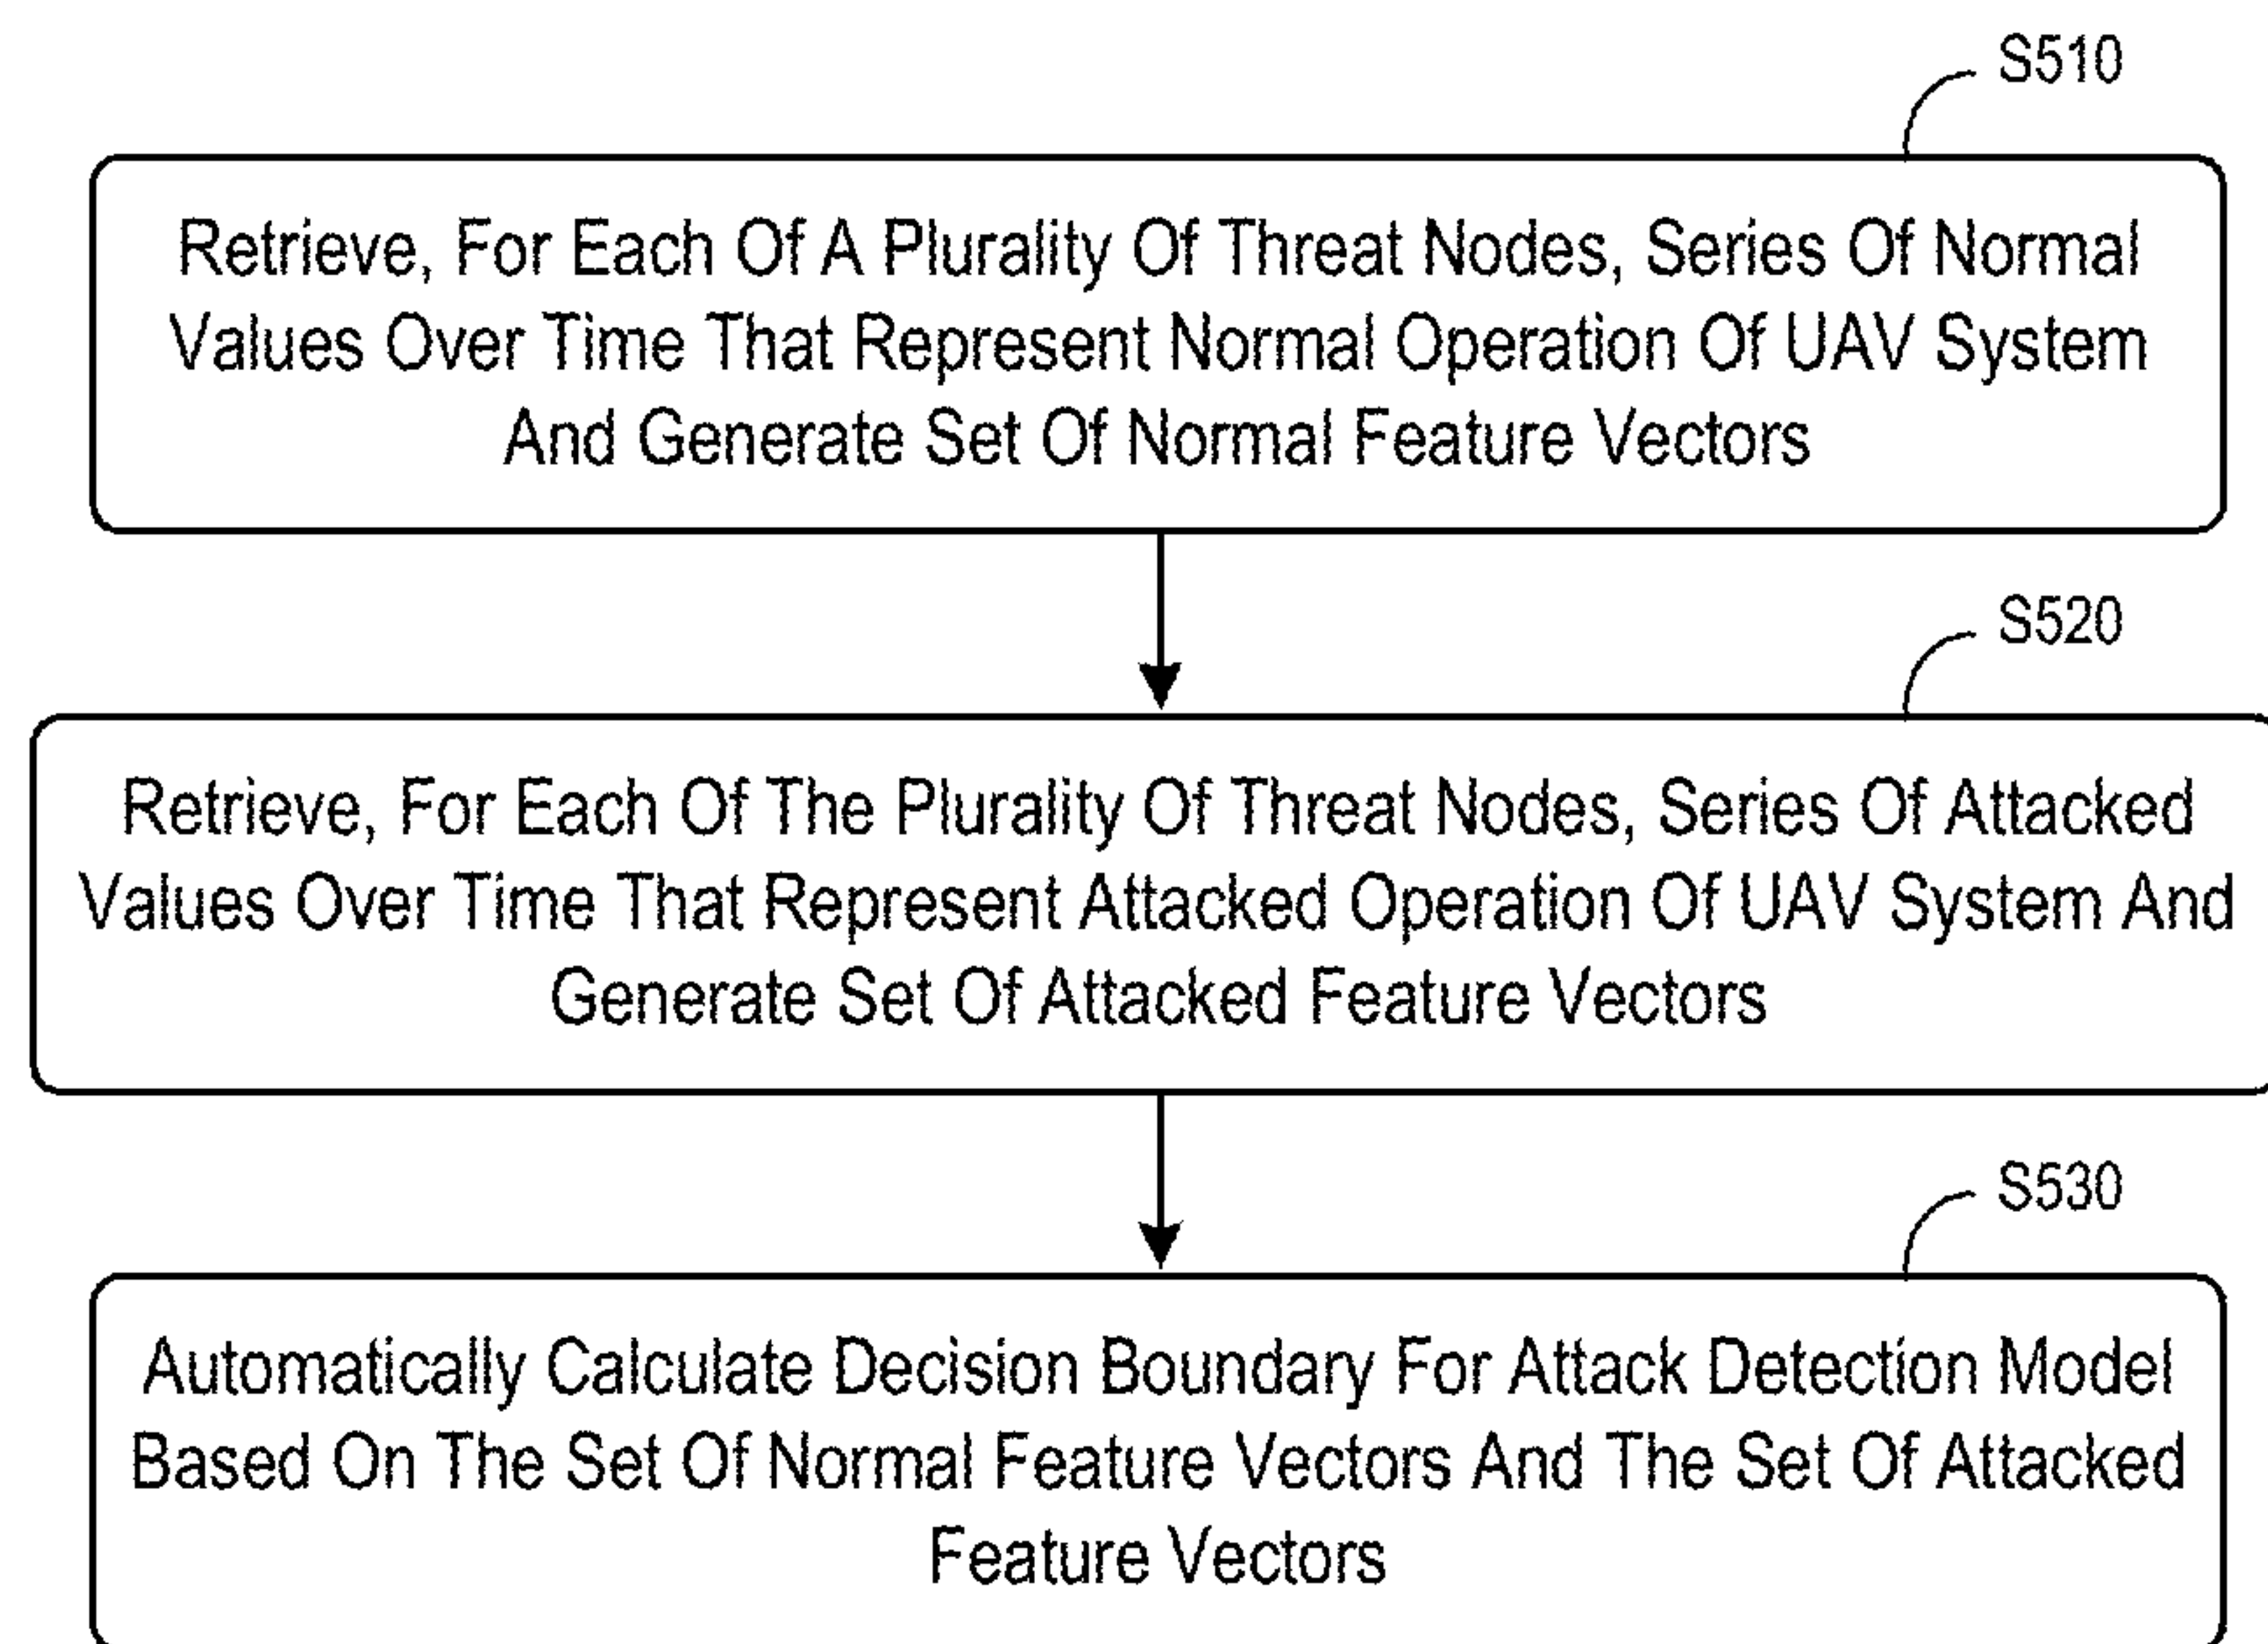 S510
Retrieve, For Each Of A Plurality Of Threat Nodes, Series Of Normal
Values Over Time That Represent Normal Operation Of UAV System
And Generate Set Of Normal Feature Vectors
S520
Retrieve, For Each Of The Plurality Of Threat Nodes, Series Of Attacked
Values Over Time That Represent Attacked Operation Of UAV System And
Generate Set Of Attacked Feature Vectors
S530
Automatically Calculate Decision Boundary For Attack Detection Model
Based On The Set Of Normal Feature Vectors And The Set Of Attacked
Feature Vectors